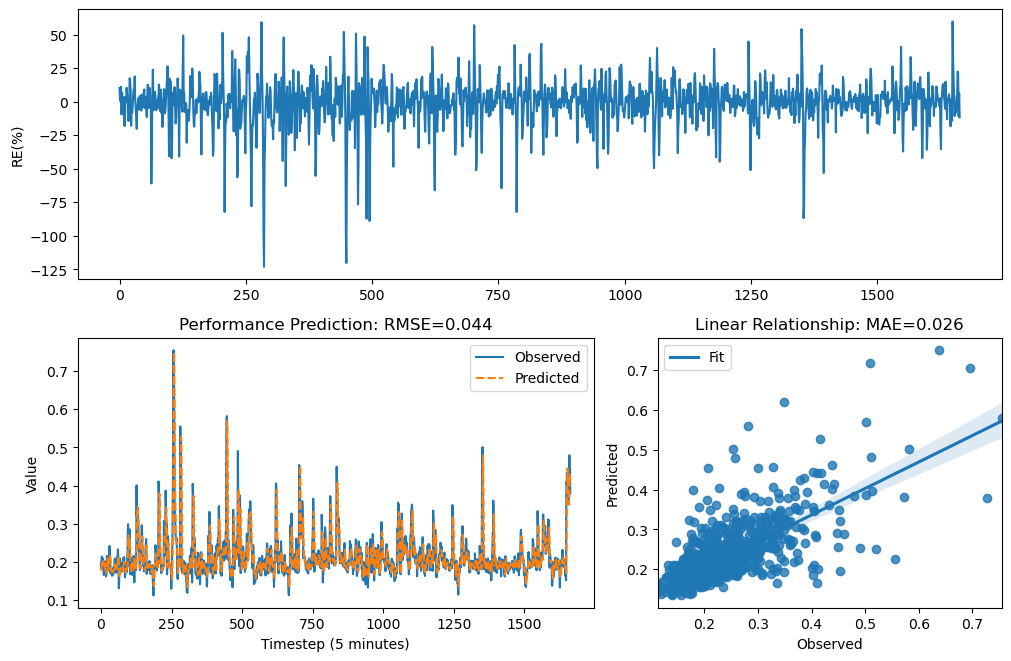 50
25
0
−25
−50
−75
−100
−125
RE(%)
0 250 500 750 1000 1250 1500
Performance Prediction: RMSE=0.044
0.7
0.6
0.5
0.4
0.3
0.2
0.1
Value
Observed
Predicted
0 250 500 750 1000 1250 1500
Timestep (5 minutes)
Linear Relationship: MAE=0.026
Fit
0.7
0.6
0.5
0.4
0.3
0.2
Predicted
0.2 0.3 0.4 0.5 0.6 0.7
Observed